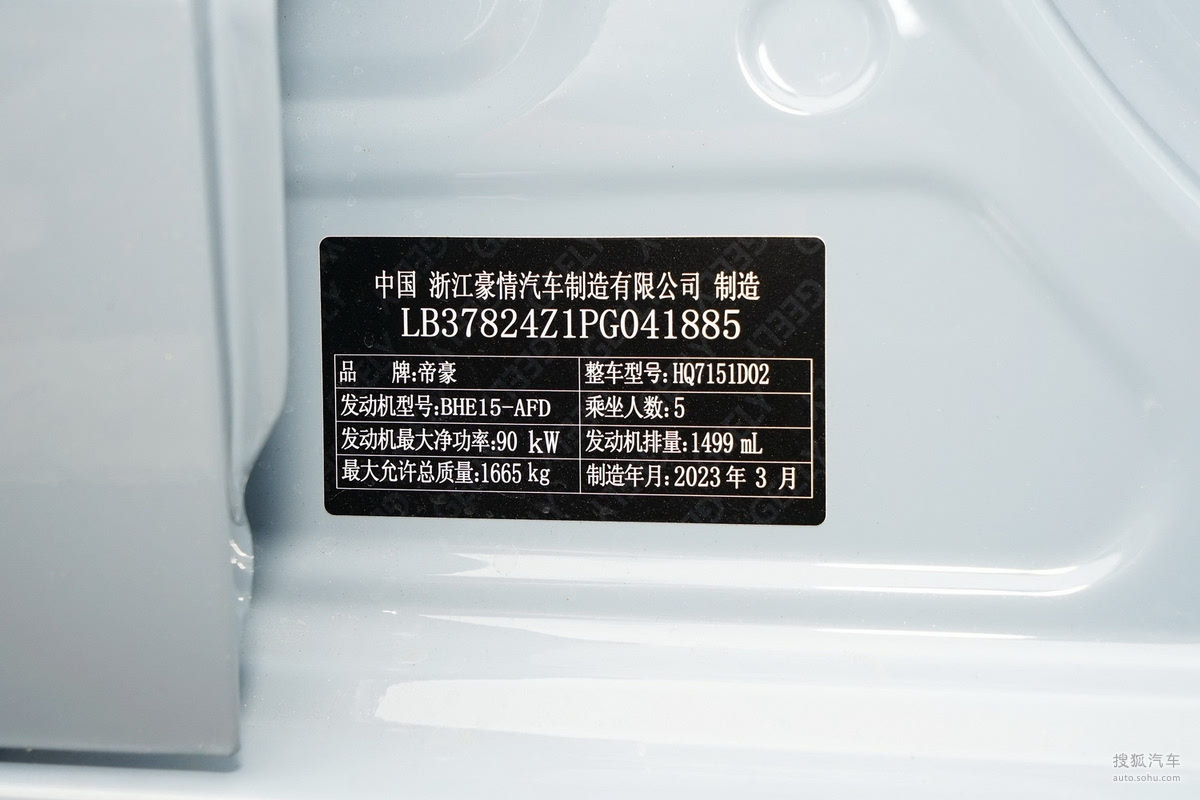 中国 浙江豪情汽车制造有限公司 制造
LB37824Z1PG041885
品 牌:帝豪 整车型号:HQ7151D02
发动机型号:BHE15-AFD 乘坐人数:5
发动机最大净功率:90 kW 发动机排量:1499 mL
最大允许总质量:1665 kg 制造年月:2023 年 3 月
搜狐汽车
auto.sohu.com